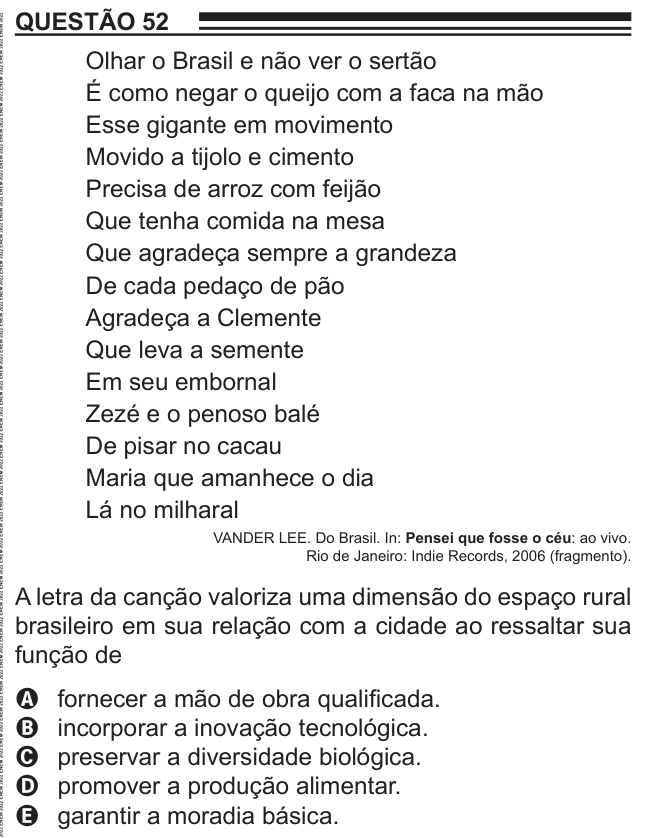 QUESTÃO 52
Olhar o Brasil e não ver o sertão
É como negar o queijo com a faca na mão
Esse gigante em movimento
Movido a tijolo e cimento
Precisa de arroz com feijão
Que tenha comida na mesa
Que agradeça sempre a grandeza
De cada pedaço de pão
Agradeça a Clemente
Que leva a semente
Em seu embornal
Zezé e o penoso balé
De pisar no cacau
Maria que amanhece o dia
Lá no milharal
VANDER LEE. Do Brasil. In: Pensei que fosse o céu: ao vivo.
Rio de Janeiro: Indie Records, 2006 (fragmento).
A letra da canção valoriza uma dimensão do espaço rural
brasileiro em sua relação com a cidade ao ressaltar sua
função de
A fornecer a mão de obra qualificada.
B incorporar a inovação tecnológica.
C preservar a diversidade biológica.
D promover a produção alimentar.
E garantir a moradia básica.